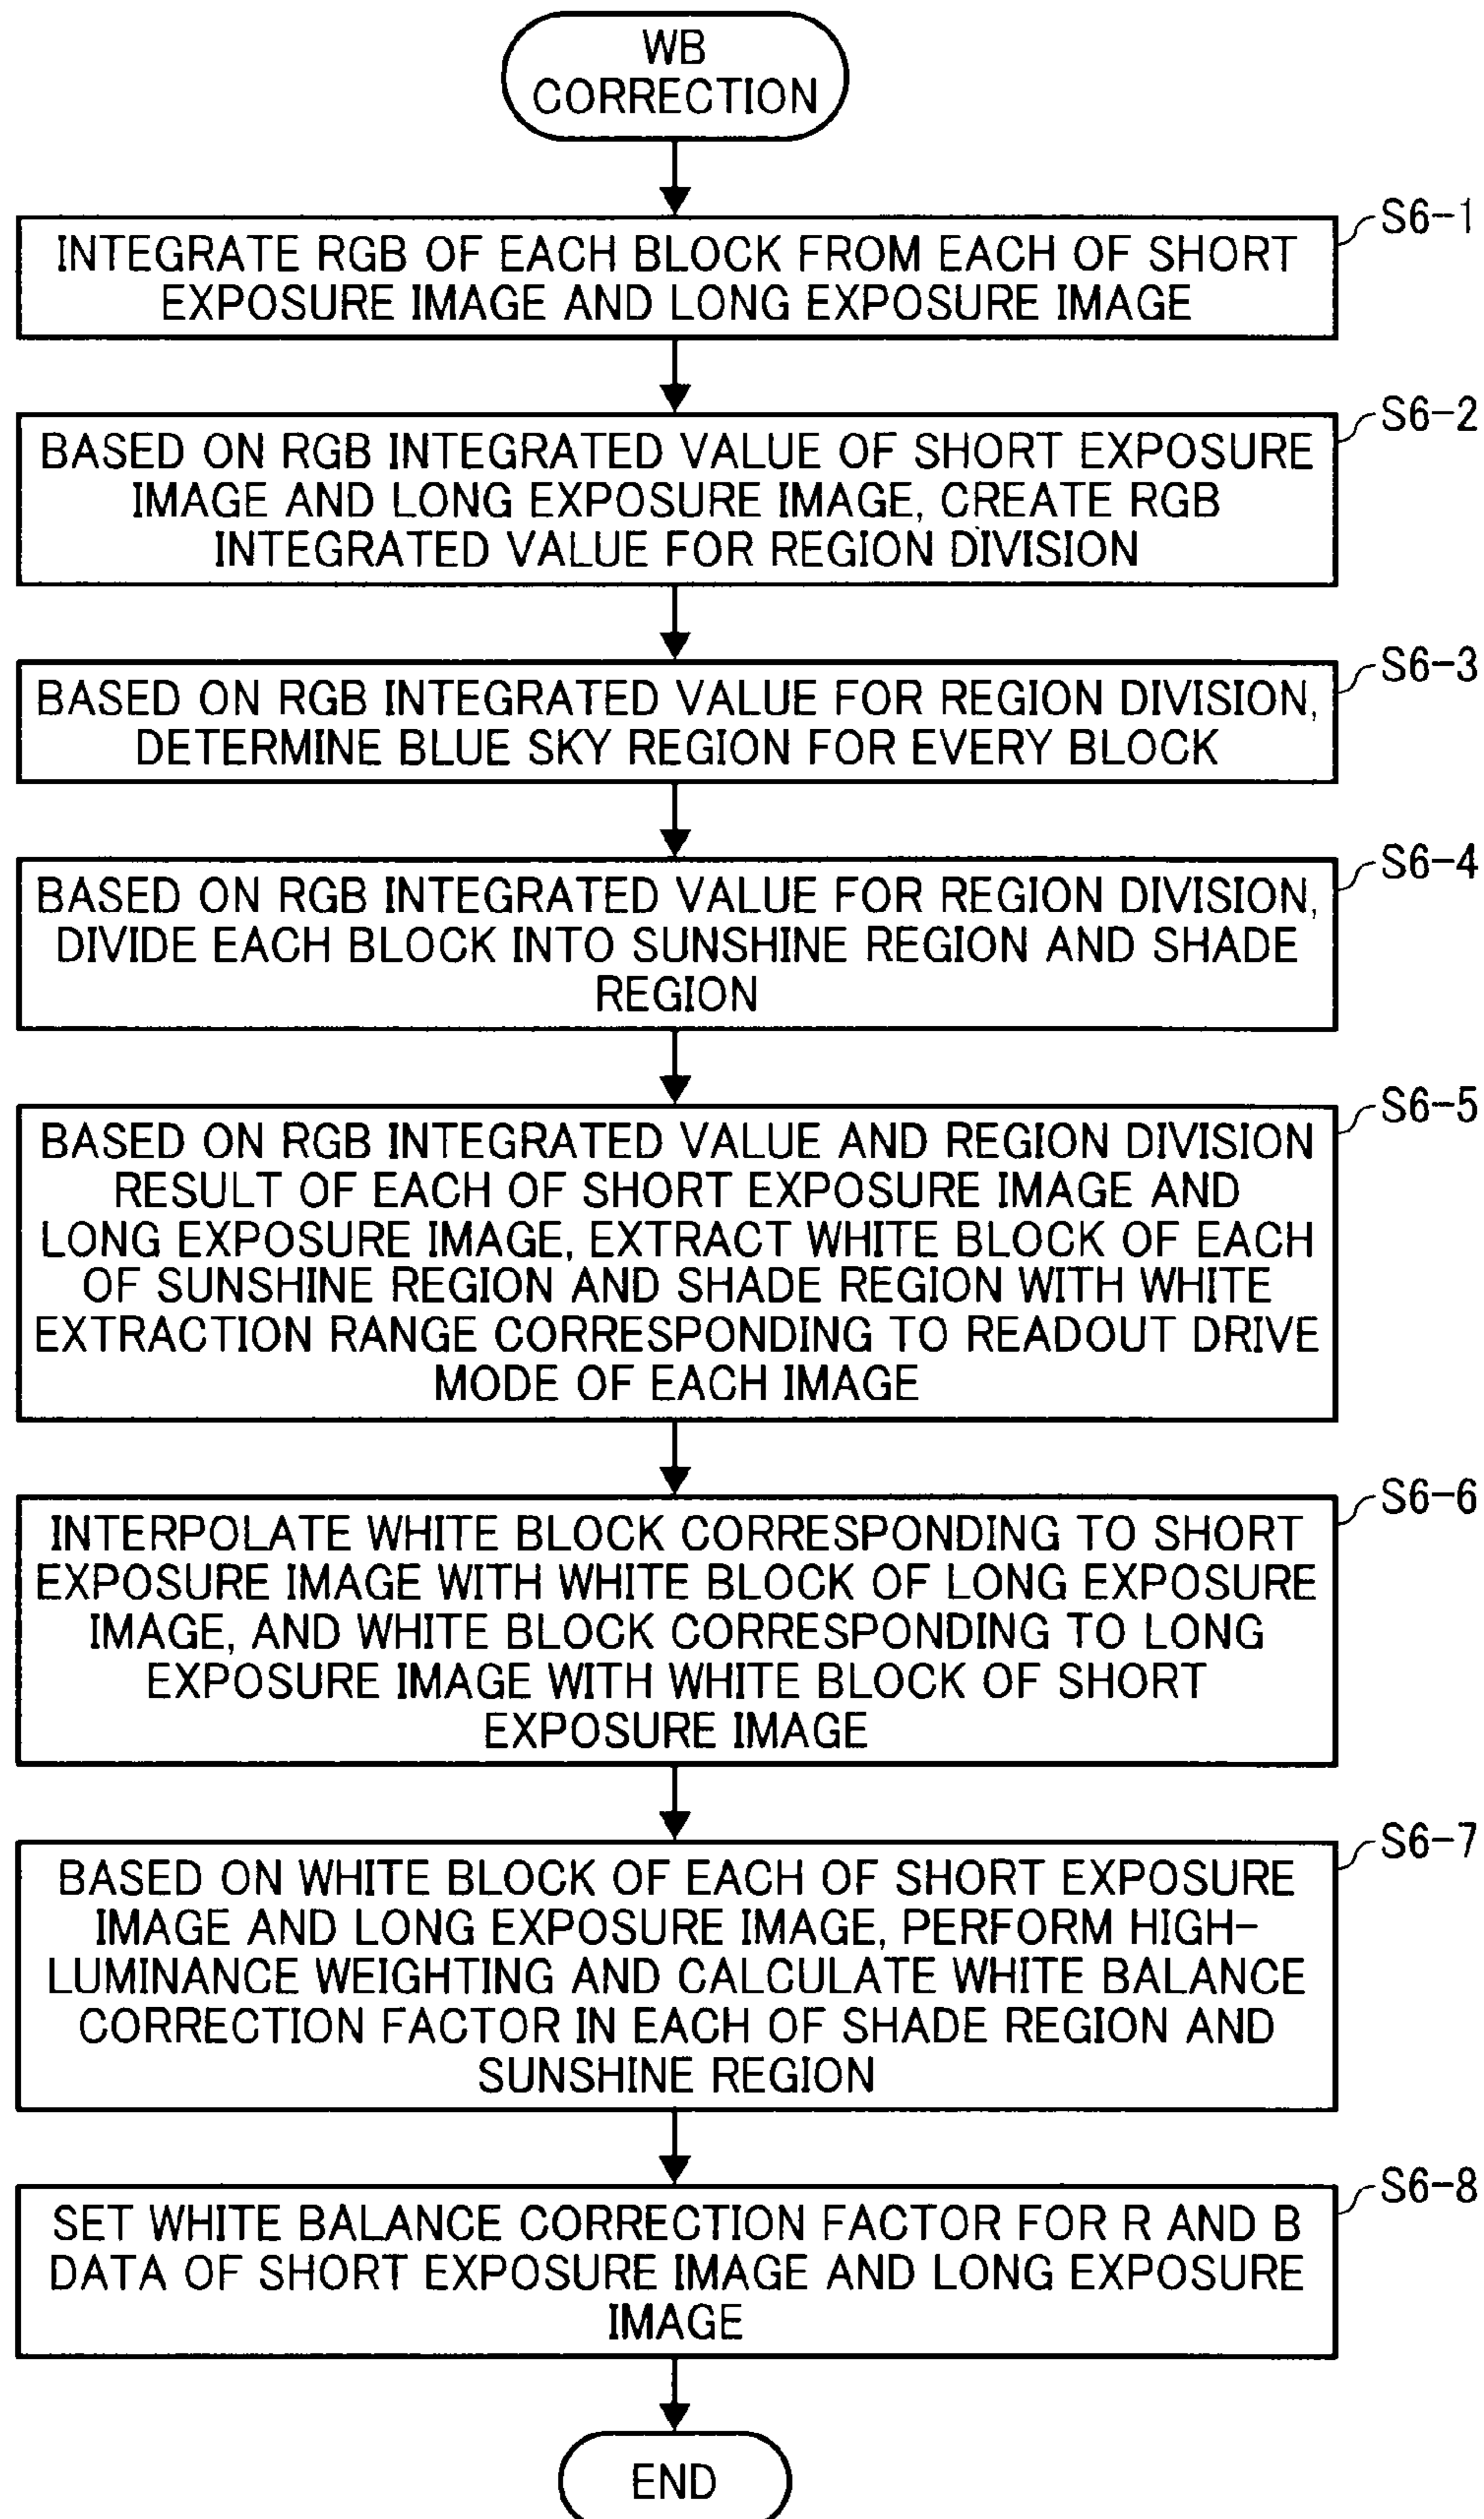 WB
CORRECTION
S6-1
INTEGRATE RGB OF EACH BLOCK FROM EACH OF SHORT
EXPOSURE IMAGE AND LONG EXPOSURE IMAGE
S6-2
BASED ON RGB INTEGRATED VALUE OF SHORT EXPOSURE
IMAGE AND LONG EXPOSURE IMAGE, CREATE RGB
INTEGRATED VALUE FOR REGION DIVISION
S6-3
BASED ON RGB INTEGRATED VALUE FOR REGION DIVISION,
DETERMINE BLUE SKY REGION FOR EVERY BLOCK
S6-4
BASED ON RGB INTEGRATED VALUE FOR REGION DIVISION,
DIVIDE EACH BLOCK INTO SUNSHINE REGION AND SHADE
REGION
S6-5
BASED ON RGB INTEGRATED VALUE AND REGION DIVISION
RESULT OF EACH OF SHORT EXPOSURE IMAGE AND
LONG EXPOSURE IMAGE, EXTRACT WHITE BLOCK OF EACH
OF SUNSHINE REGION AND SHADE REGION WITH WHITE
EXTRACTION RANGE CORRESPONDING TO READOUT DRIVE
MODE OF EACH IMAGE
S6-6
INTERPOLATE WHITE BLOCK CORRESPONDING TO SHORT
EXPOSURE IMAGE WITH WHITE BLOCK OF LONG EXPOSURE
IMAGE, AND WHITE BLOCK CORRESPONDING TO LONG
EXPOSURE IMAGE WITH WHITE BLOCK OF SHORT
EXPOSURE IMAGE
S6-7
BASED ON WHITE BLOCK OF EACH OF SHORT EXPOSURE
IMAGE AND LONG EXPOSURE IMAGE, PERFORM HIGH-
LUMINANCE WEIGHTING AND CALCULATE WHITE BALANCE
CORRECTION FACTOR IN EACH OF SHADE REGION AND
SUNSHINE REGION
S6-8
SET WHITE BALANCE CORRECTION FACTOR FOR R AND B
DATA OF SHORT EXPOSURE IMAGE AND LONG EXPOSURE
IMAGE
END